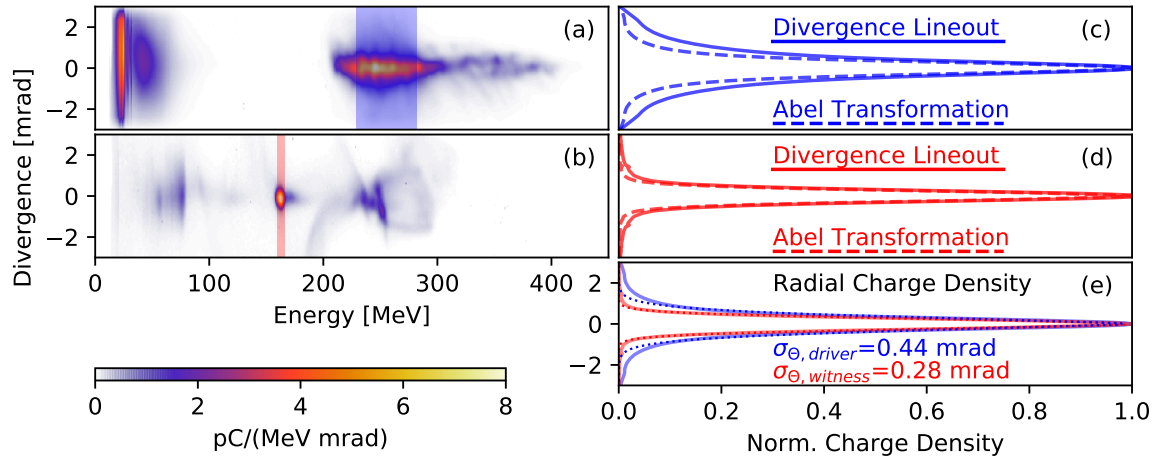 2
0
−2
(a)
2
0
−2
(b)
Divergence [mrad]
0 100 200 300 400
Energy [MeV]
0 2 4 6 8
pC/(MeV mrad)
Divergence Lineout
(c)
Abel Transformation
Divergence Lineout
(d)
Abel Transformation
Radial Charge Density
(e)
σΘ, driver=0.44 mrad
σΘ, witness=0.28 mrad
2
0
−2
0.0 0.2 0.4 0.6 0.8 1.0
Norm. Charge Density